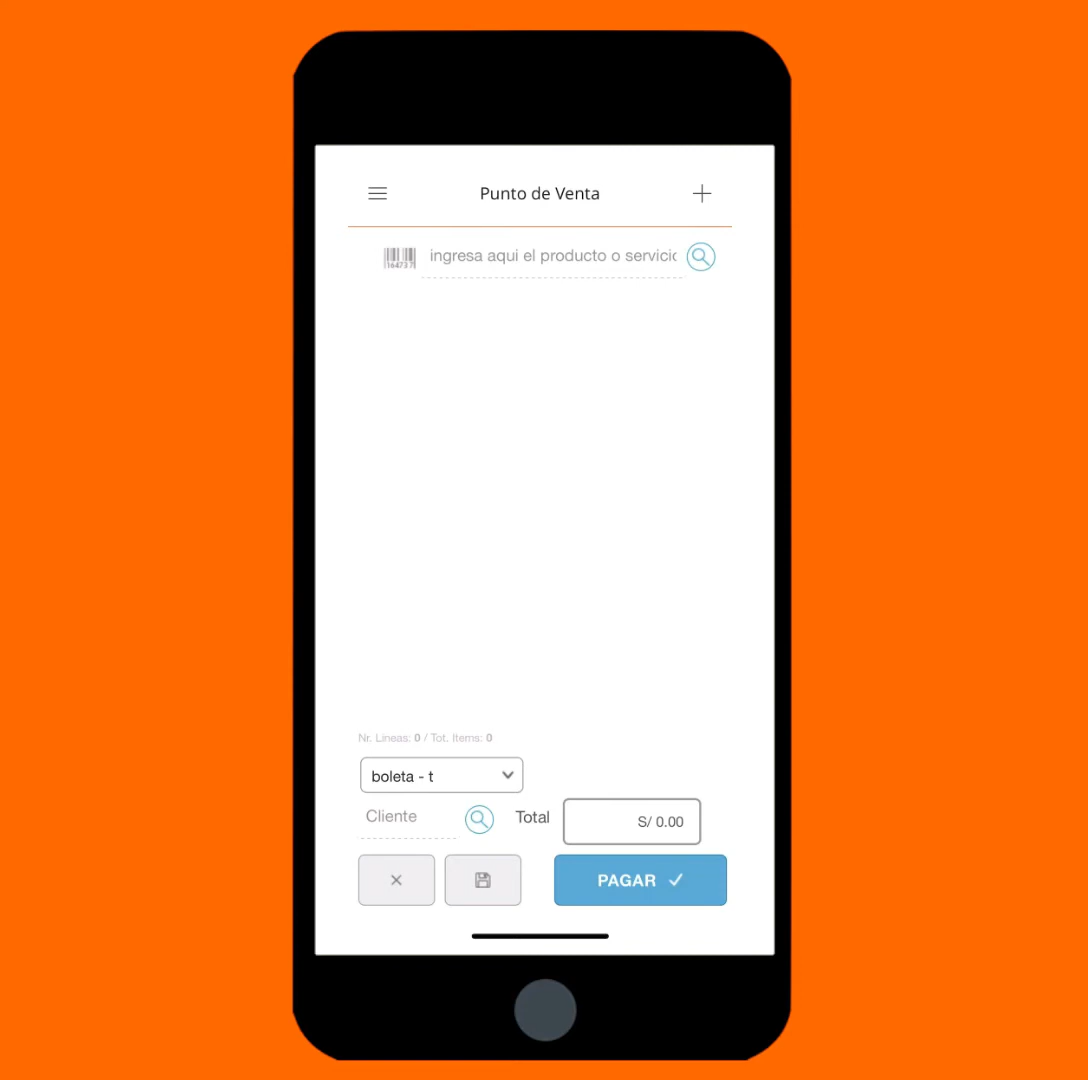 Punto de Venta
ingresa aqui el producto o servicio
Nr. Lineas: 0 / Tot. Items: 0
boleta - t
Cliente
Total
S/ 0.00
PAGAR